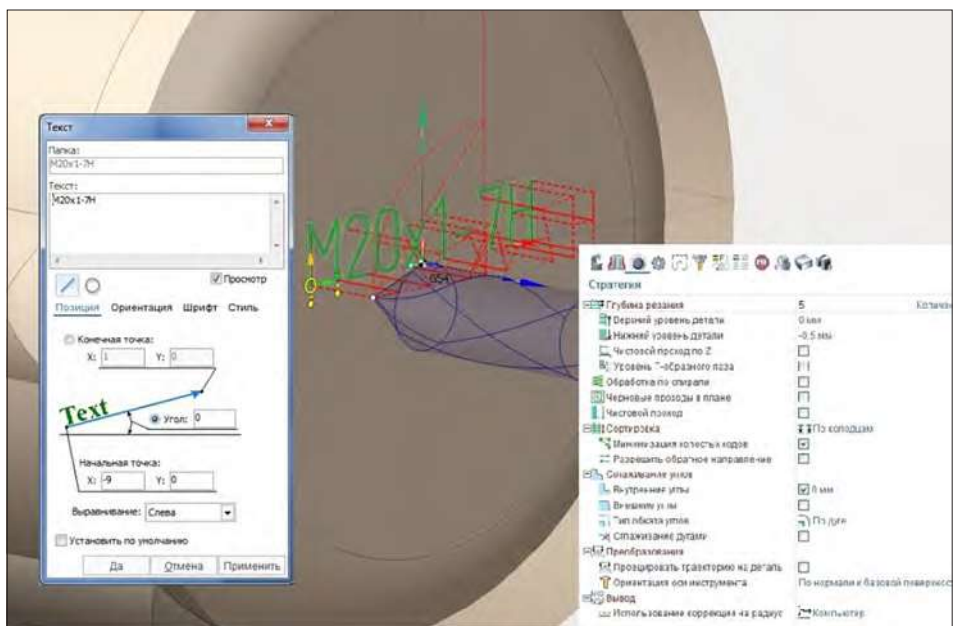 Текст
Папка:
M20x1-7H
Текст:
M20x1-7H
Просмотр
Позиция Ориентация Шрифт Стиль
Конечная точка:
X: 1 Y: 0
Text
Угол: 0
Начальная точка:
X: -9 Y: 0
Выравнивание: Слева
Установить по умолчанию
Да Отмена Применить
M20x1-7H
G54
Стратегия
Глубина резания 5
Верхний уровень детали 0 мм
Нижний уровень детали -0,5 мм
Чистовой проход по Z
Уровень Т-образного паза
Обработка по спирали
Черновые проходы в плане
Чистовой проход
Сортировка По колодцам
Минимизация холостых ходов
Разрешить обратное направление
Сглаживание углов
Внутренние углы 0 мм
Внешние углы
Тип обката углов По дуге
Сглаживание дугами
Преобразования
Проецировать траекторию на деталь
Ориентация оси инструмента По нормали к базовой поверхнос
Вывод
Использование коррекции на радиус Компьютер